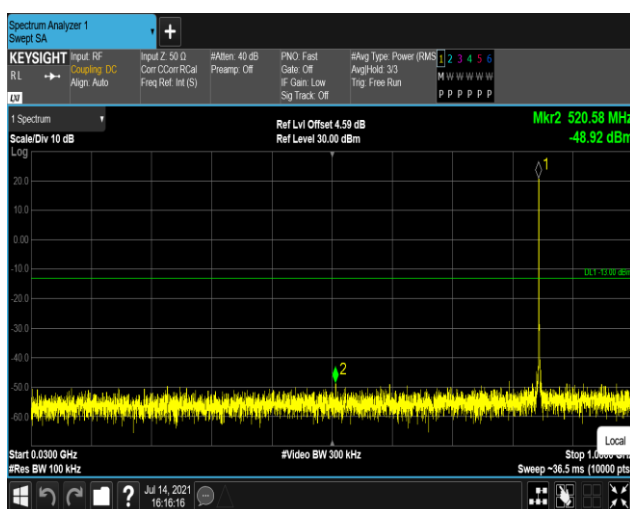 Spectrum Analyzer 1
Swept SA
+
KEYSIGHT Input: RF Input Z: 50 Ω #Atten: 40 dB PNO: Fast #Avg Type: Power (RMS 1 2 3 4 5 6
RL Coupling: DC Corr CCorr RCal Preamp: Off Gate: Off Avg|Hold: 3/3 M W W W W W
Align: Auto Freq Ref: Int (S) IF Gain: Low Trig: Free Run
Sig Track: Off P P P P P P
LXI
1 Spectrum Ref Lvl Offset 4.59 dB Mkr2 520.58 MHz
Scale/Div 10 dB Ref Level 30.00 dBm -48.92 dBm
Log
1
20.0
10.0
0.00
-10.0
DL1 -13.00 dBm
-20.0
-30.0
-40.0
2
-50.0
-60.0
Local
Start 0.0300 GHz #Video BW 300 kHz Stop 1.0000 GHz
#Res BW 100 kHz Sweep ~36.5 ms (10000 pts
? Jul 14, 2021
16:16:16